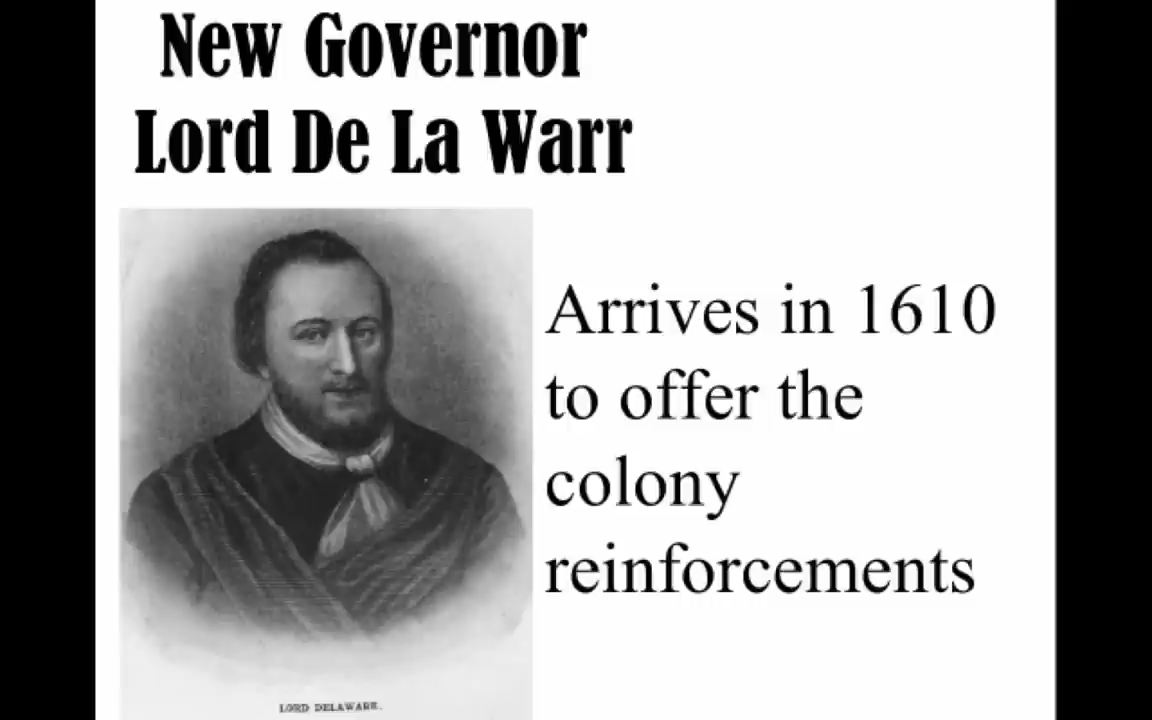 New Governor
Lord De La Warr
Arrives in 1610
to offer the
colony
reinforcements
LORD DELAWARE.